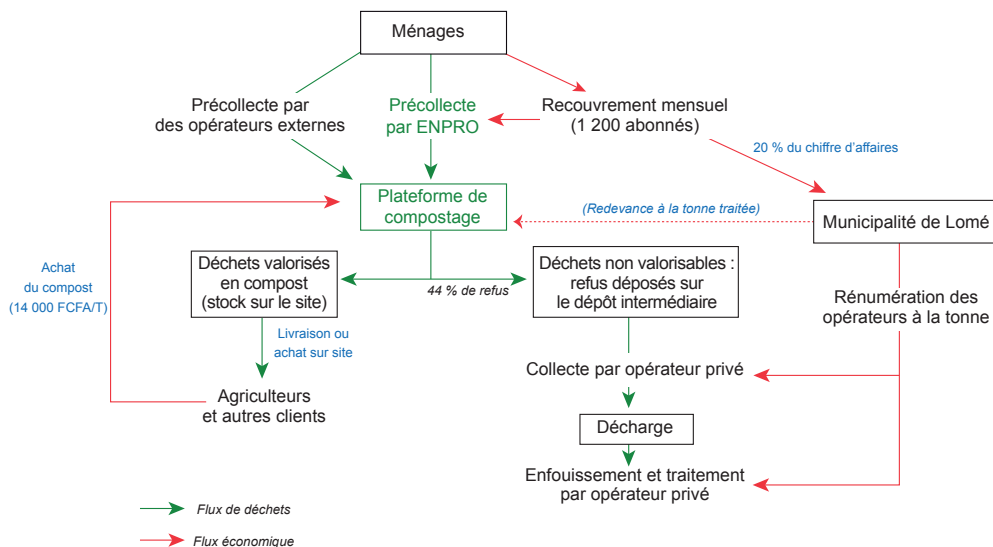 Ménages
Précollecte par
des opérateurs externes
Précollecte
par ENPRO
Recouvrement mensuel
(1 200 abonnés)
20 % du chiffre d'affaires
Plateforme de
compostage
(Redevance à la tonne traitée)
Municipalité de Lomé
Achat
du compost
(14 000 FCFA/T)
Déchets valorisés
en compost
(stock sur le site)
44 % de refus
Déchets non valorisables :
refus déposés sur
le dépôt intermédiaire
Rénumération des
opérateurs à la tonne
Livraison ou
achat sur site
Collecte par opérateur privé
Agriculteurs
et autres clients
Décharge
Enfouissement et traitement
par opérateur privé
Flux de déchets
Flux économique